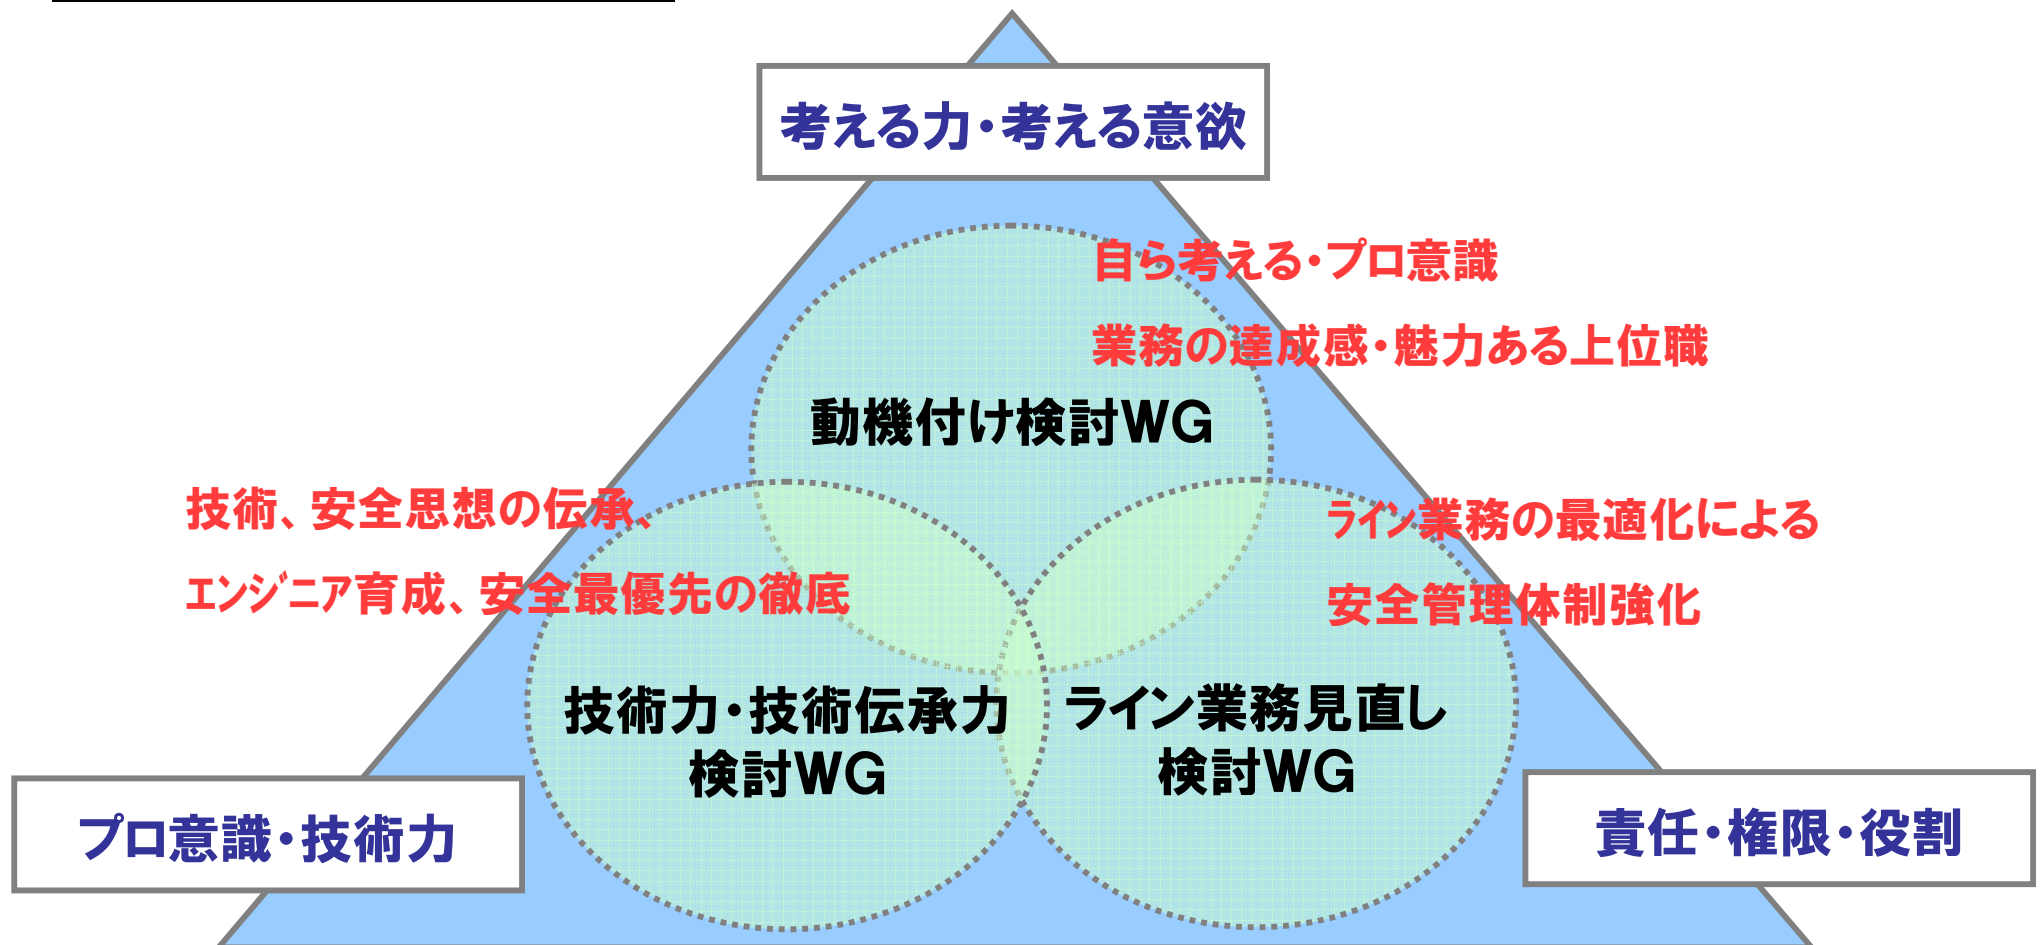 考える力・考える意欲
自ら考える・プロ意識
業務の達成感・魅力ある上位職
動機付け検討WG
技術、安全思想の伝承、
エンジニア育成、安全最優先の徹底
ライン業務の最適化による
安全管理体制強化
技術力・技術伝承力
検討WG
ライン業務見直し
検討WG
プロ意識・技術力
責任・権限・役割